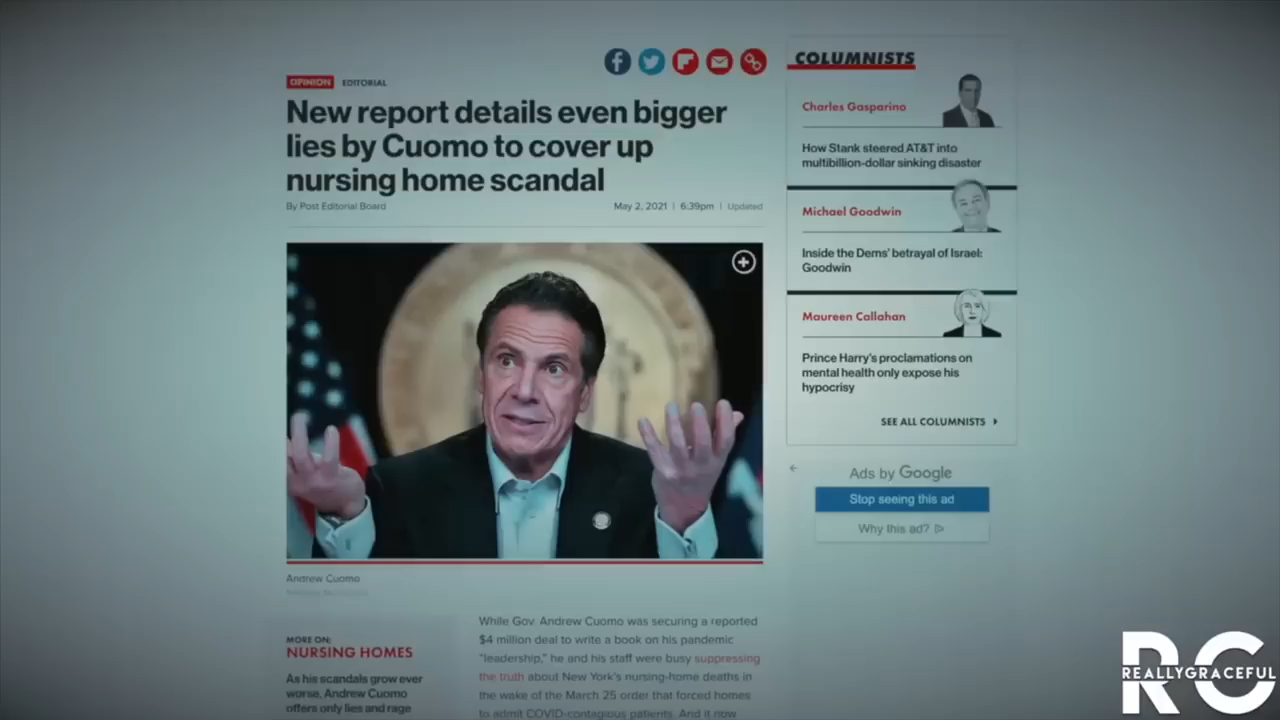 OPINION EDITORIAL
New report details even bigger
lies by Cuomo to cover up
nursing home scandal
By Post Editorial Board
May 2, 2021 | 6:39pm | Updated
Andrew Cuomo
MORE ON:
NURSING HOMES
As his scandals grow ever
worse, Andrew Cuomo
offers only lies and rage
While Gov. Andrew Cuomo was securing a reported
$4 million deal to write a book on his pandemic
"leadership," he and his staff were busy suppressing
the truth about New York's nursing-home deaths in
the wake of the March 25 order that forced homes
to admit COVID-contagious patients. And it now
COLUMNISTS
Charles Gasparino
How Stank steered AT&T into
multibillion-dollar sinking disaster
Michael Goodwin
Inside the Dems' betrayal of Israel:
Goodwin
Maureen Callahan
Prince Harry's proclamations on
mental health only expose his
hypocrisy
SEE ALL COLUMNISTS
Ads by Google
Stop seeing this ad
Why this ad?
RC
REALLYGRACEFUL